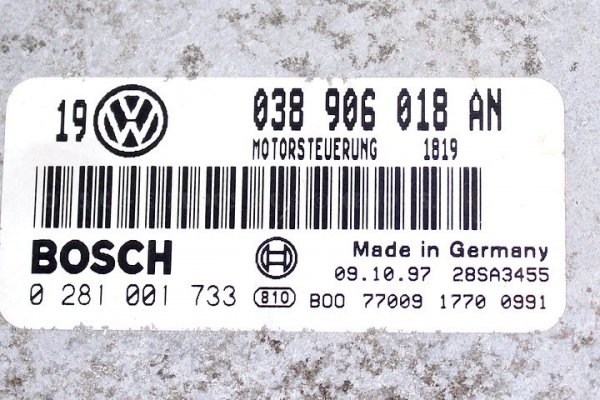 19 VW 038 906 018 AN
MOTORSTEUERUNG 1819
BOSCH Made in Germany
09.10.97 28SA3455
0 281 001 733 810 B00 77009 1770 0991